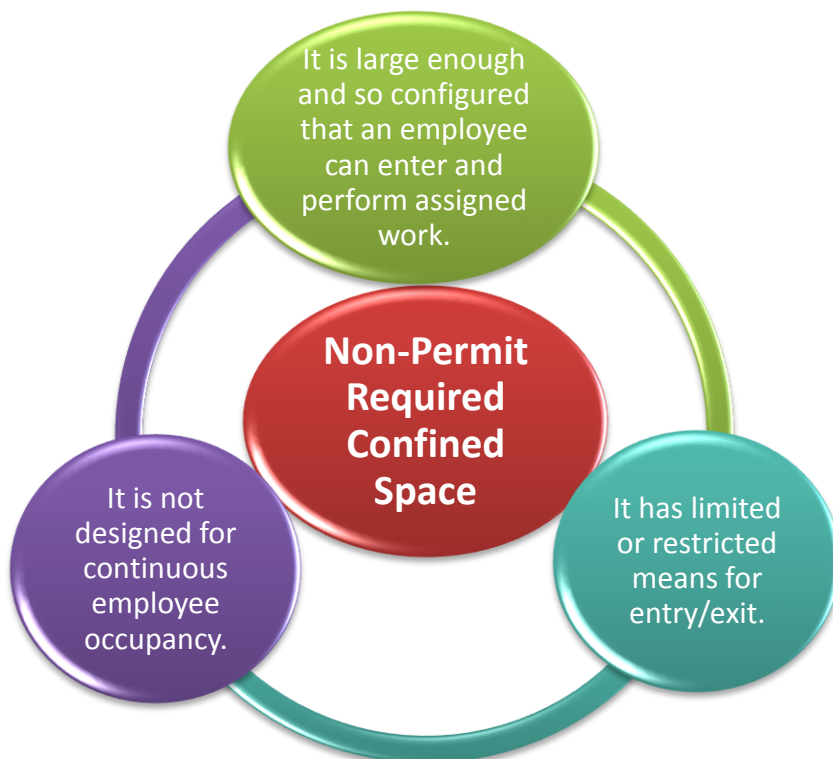 It is large enough
and so configured
that an employee
can enter and
perform assigned
work.
Non-Permit
Required
Confined
Space
It is not
designed for
continuous
employee
occupancy.
It has limited
or restricted
means for
entry/exit.